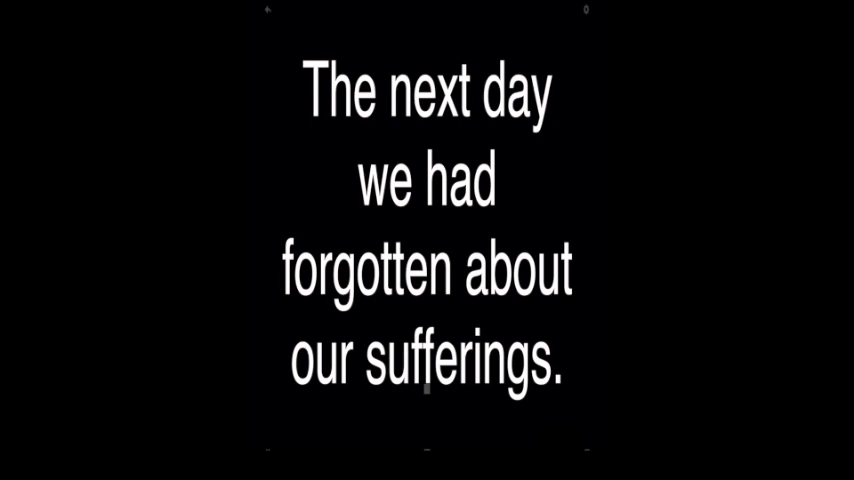 The next day
we had
forgotten about
our sufferings.